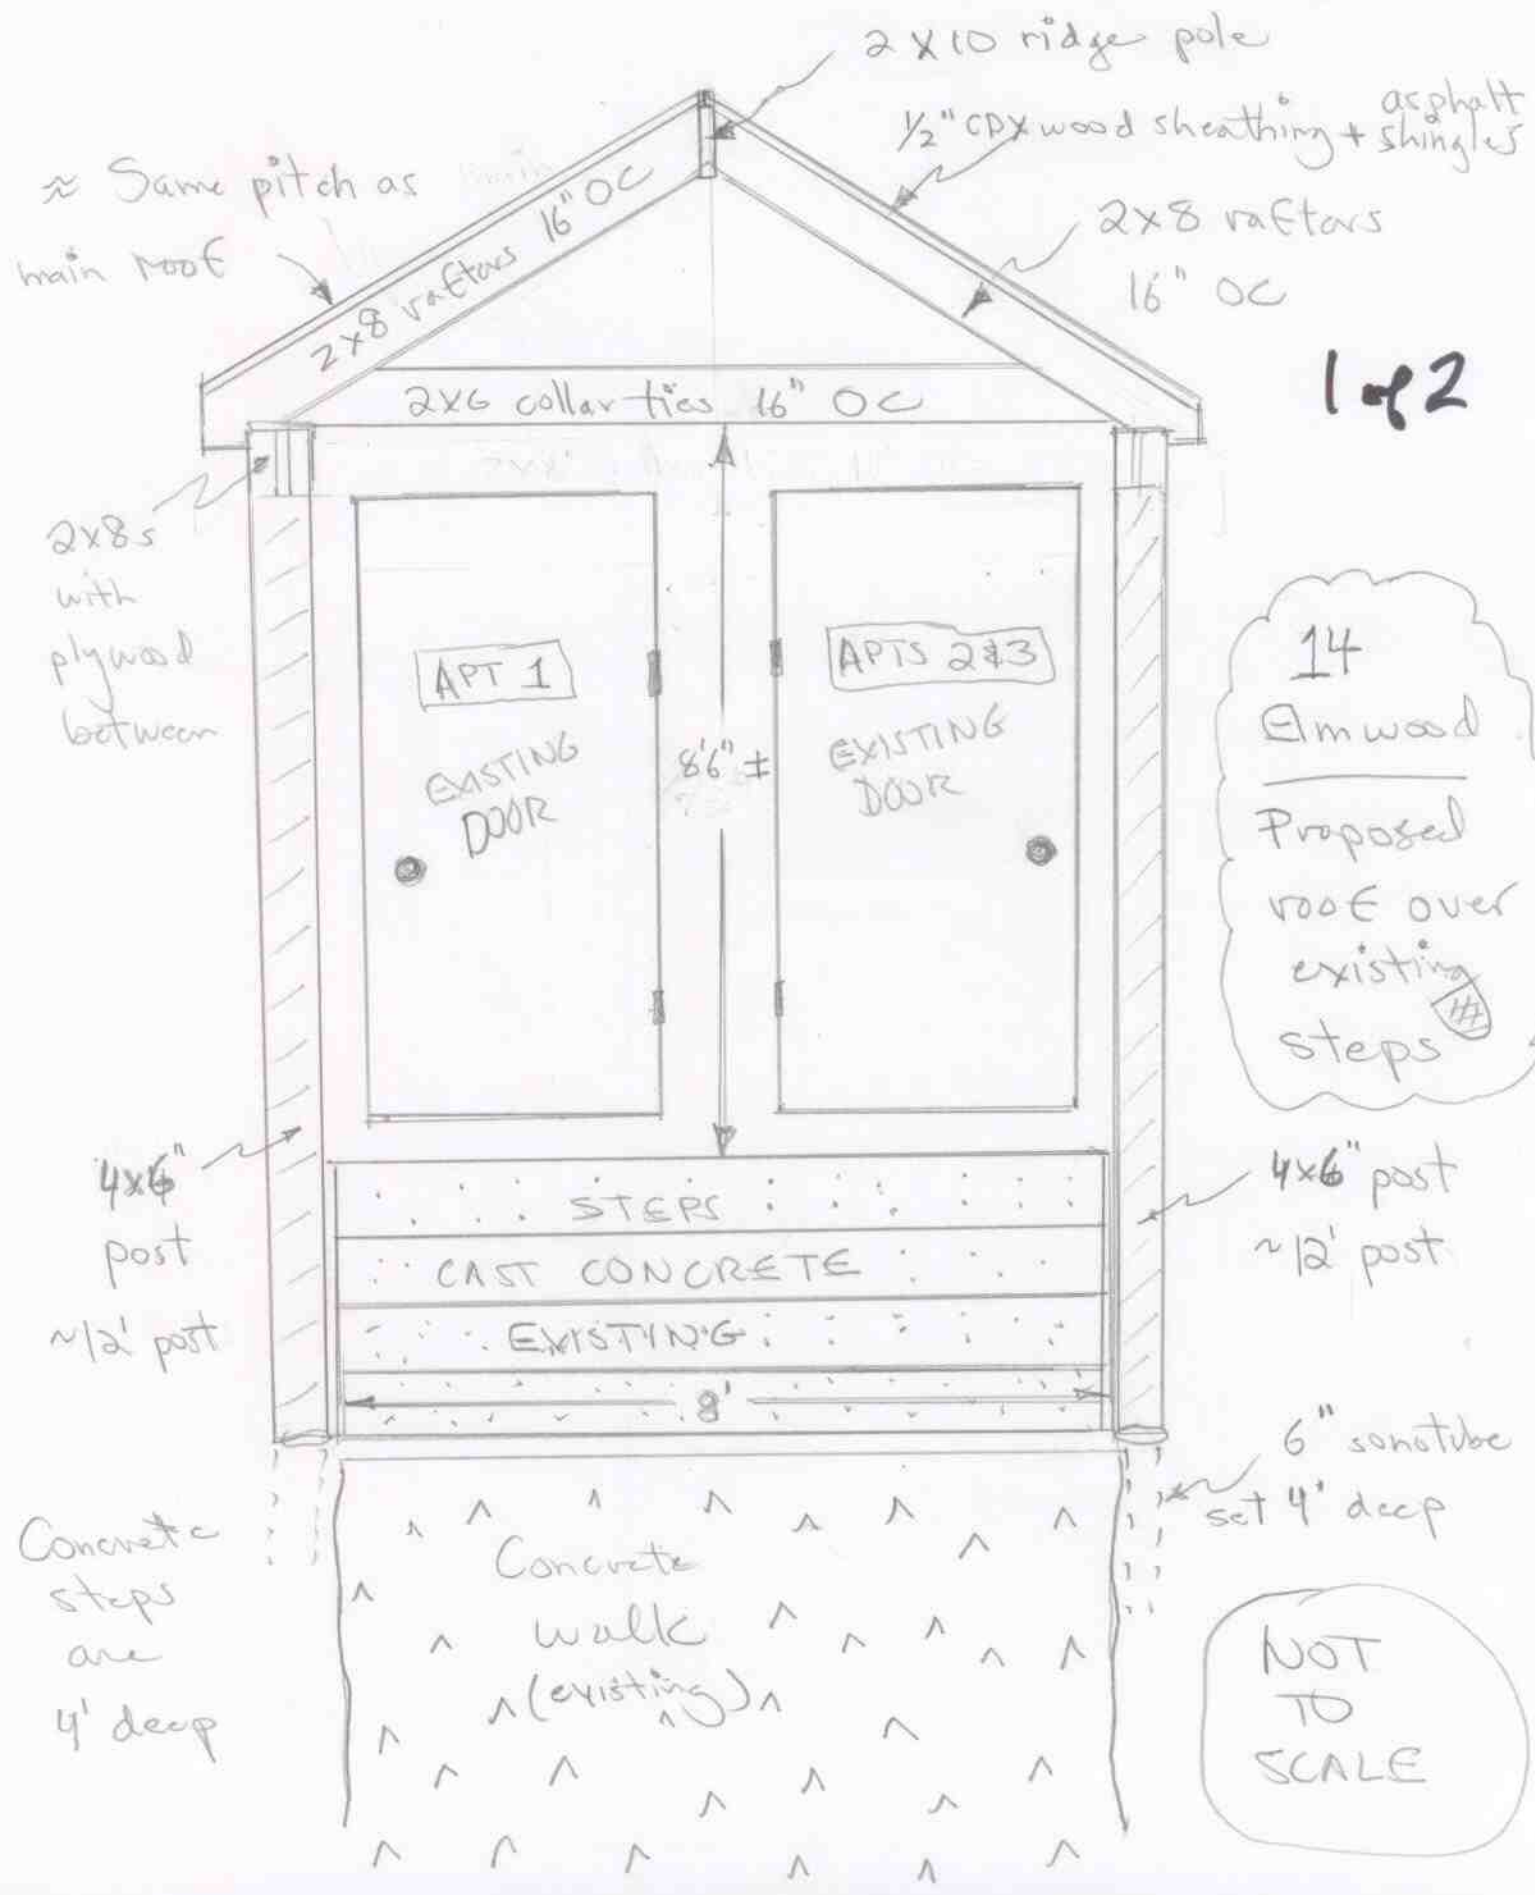 2 X 10 ridge pole
1/2" CDX wood sheathing + asphalt shingles
≈ Same pitch as
main roof
2x8 raftors 16" OC
2x8 raftors
16" OC
1 of 2
2x6 collar ties 16" OC
2x8s
with
plywood
between
APT 1
EXISTING
DOOR
8'6" ±
APTS 2&3
EXISTING
DOOR
14
Elmwood
Proposed
roof over
existing
steps
4x6"
post
~12' post
4x6" post
~12' post
STEPS
CAST CONCRETE
EXISTING
8'
6" sonotube
set 4' deep
Concrete
steps
are
4' deep
Concrete
walk
(existing)
NOT
TO
SCALE